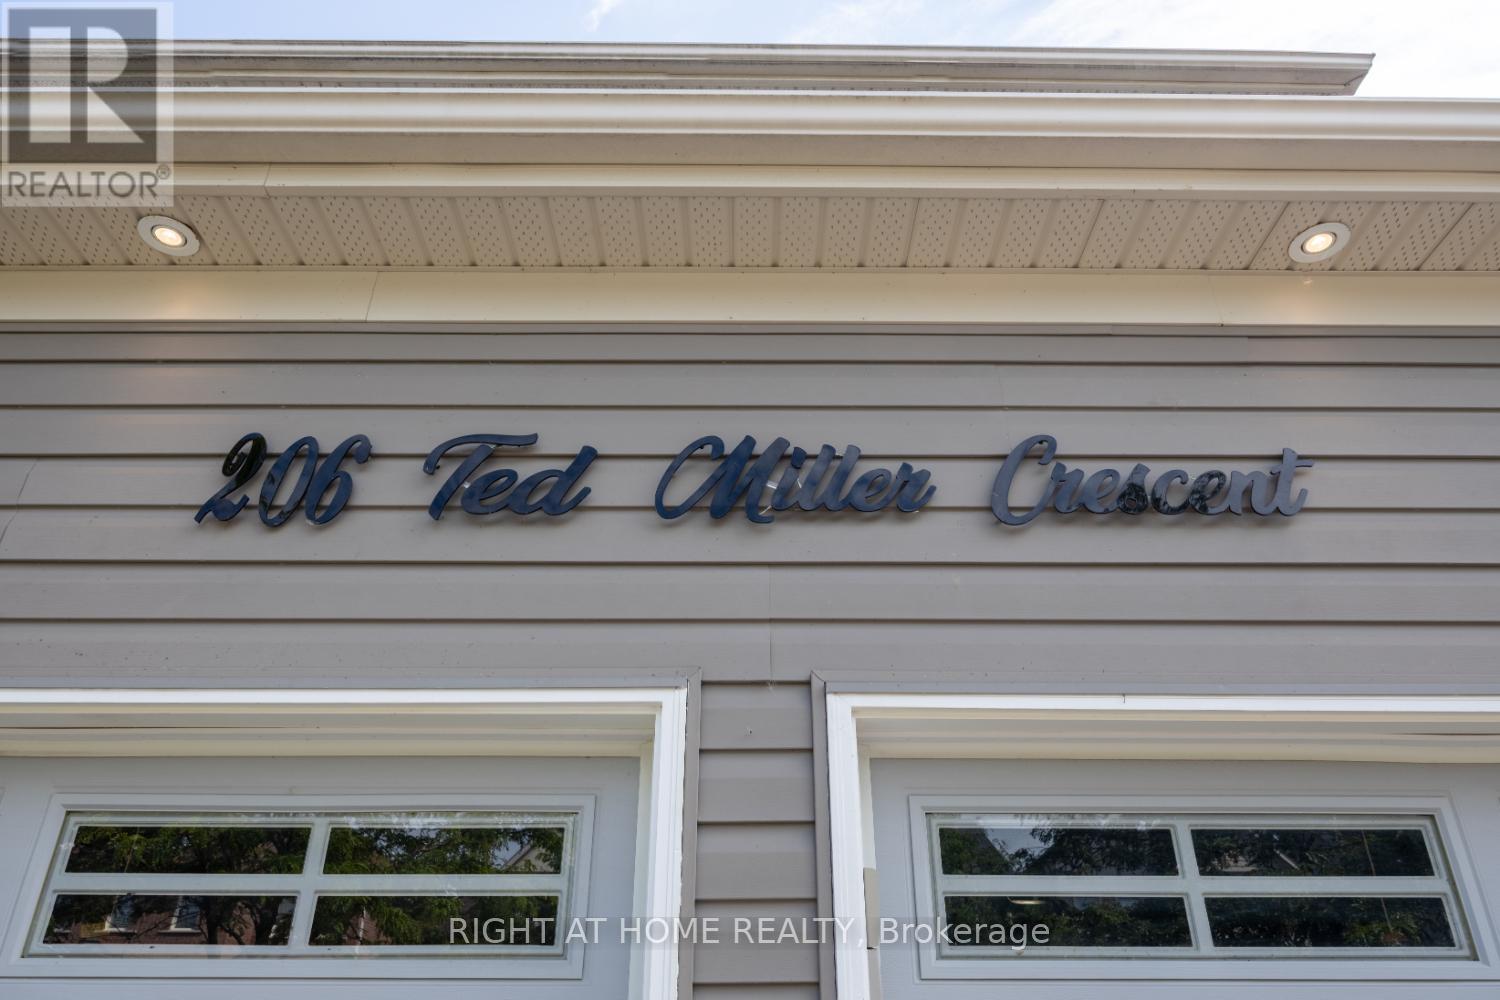 R
REALTOR®
206 Ted Miller Crescent
RIGHT AT HOME REALTY, Brokerage